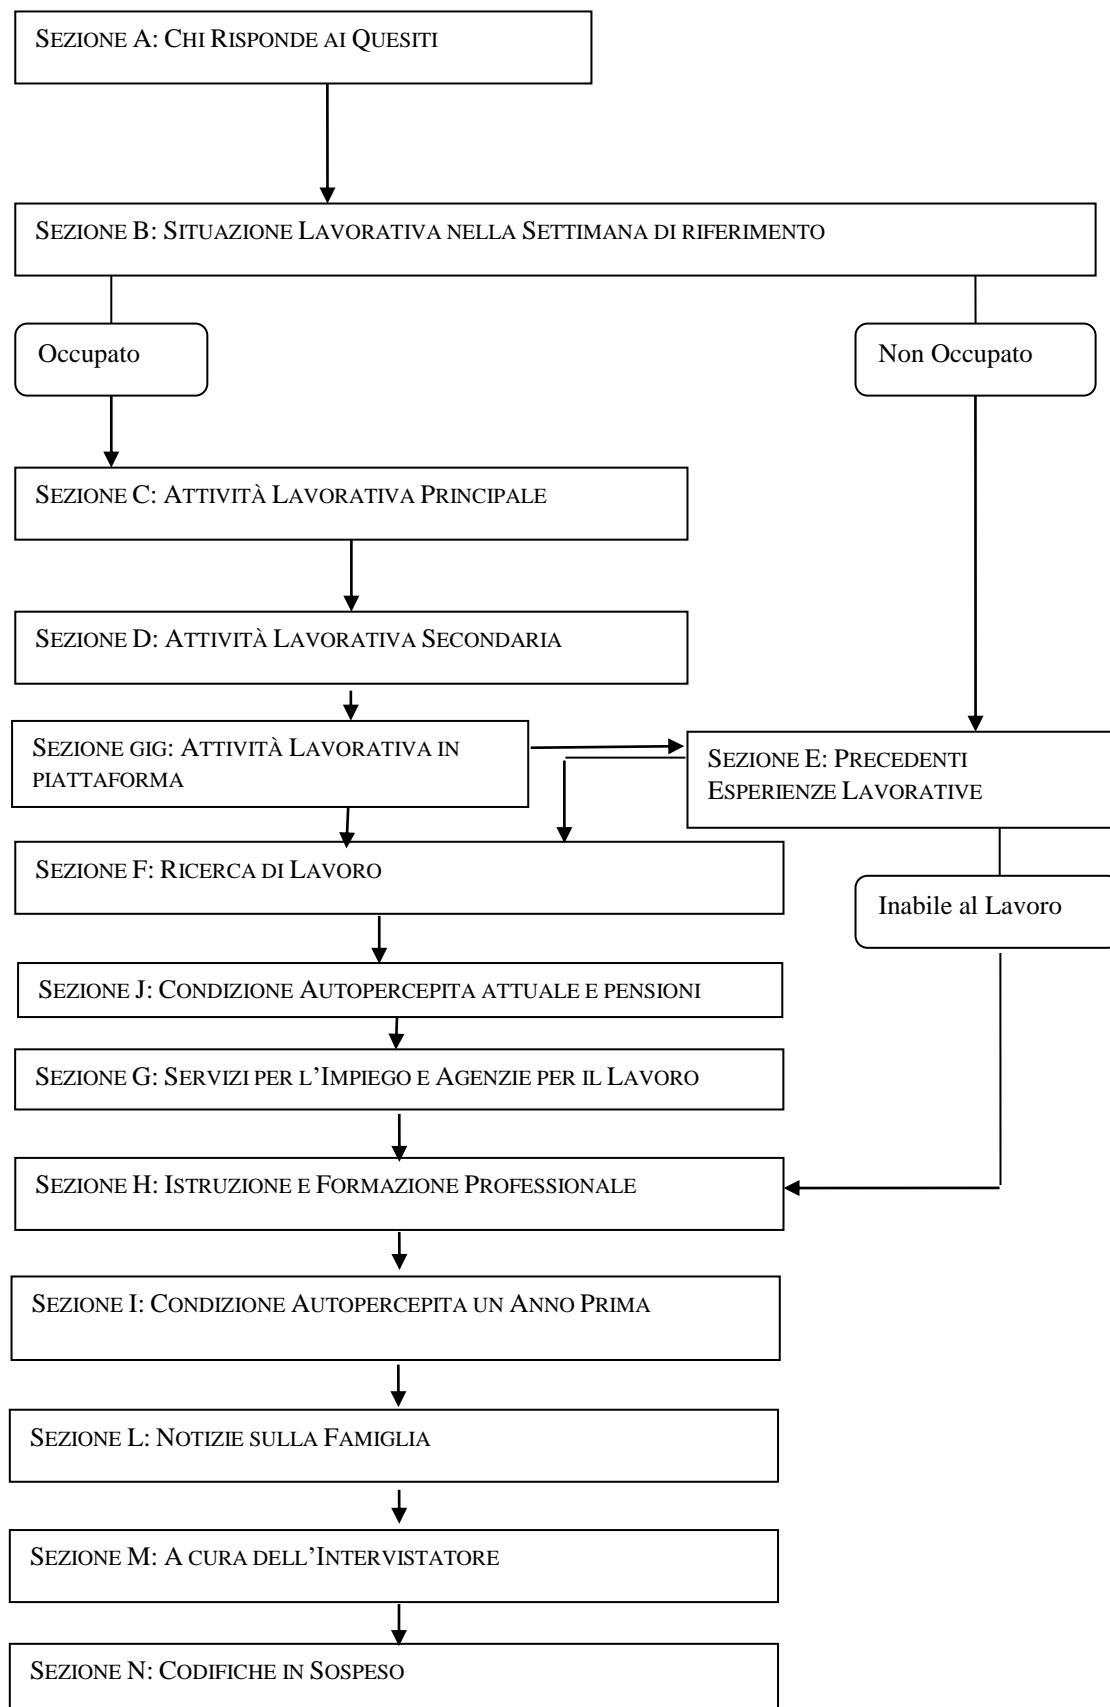 SEZIONE A: CHI RISPONDE AI QUESITI
SEZIONE B: SITUAZIONE LAVORATIVA NELLA SETTIMANA DI RIFERIMENTO
Occupato
Non Occupato
SEZIONE C: ATTIVITÀ LAVORATIVA PRINCIPALE
SEZIONE D: ATTIVITÀ LAVORATIVA SECONDARIA
SEZIONE GIG: ATTIVITÀ LAVORATIVA IN
PIATTAFORMA
SEZIONE E: PRECEDENTI
ESPERIENZE LAVORATIVE
SEZIONE F: RICERCA DI LAVORO
Inabile al Lavoro
SEZIONE J: CONDIZIONE AUTOPERCEPITA ATTUALE E PENSIONI
SEZIONE G: SERVIZI PER L'IMPIEGO E AGENZIE PER IL LAVORO
SEZIONE H: ISTRUZIONE E FORMAZIONE PROFESSIONALE
SEZIONE I: CONDIZIONE AUTOPERCEPITA UN ANNO PRIMA
SEZIONE L: NOTIZIE SULLA FAMIGLIA
SEZIONE M: A CURA DELL'INTERVISTATORE
SEZIONE N: CODIFICHE IN SOSPESO